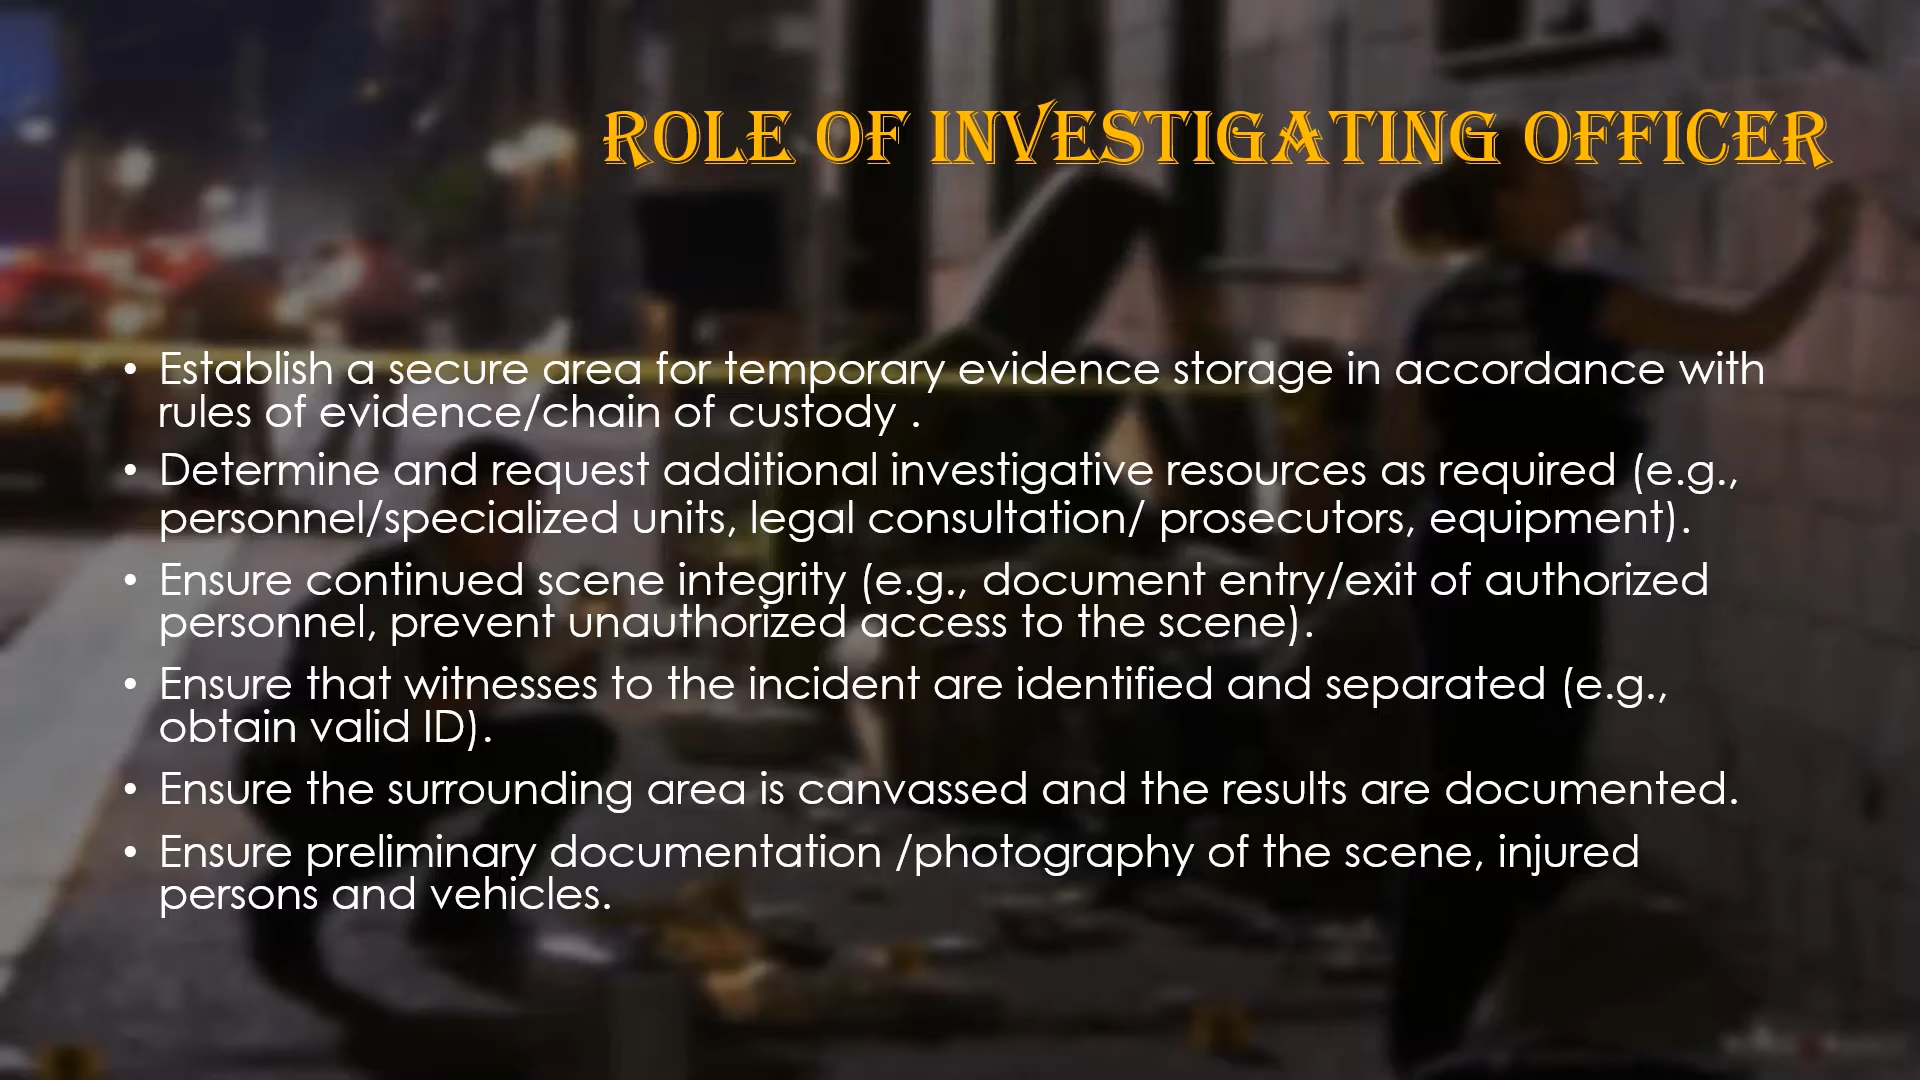 ROLE OF INVESTIGATING OFFICER
• Establish a secure area for temporary evidence storage in accordance with
rules of evidence/chain of custody .
• Determine and request additional investigative resources as required (e.g.,
personnel/specialized units, legal consultation/ prosecutors, equipment).
• Ensure continued scene integrity (e.g., document entry/exit of authorized
personnel, prevent unauthorized access to the scene).
• Ensure that witnesses to the incident are identified and separated (e.g.,
obtain valid ID).
• Ensure the surrounding area is canvassed and the results are documented.
• Ensure preliminary documentation /photography of the scene, injured
persons and vehicles.